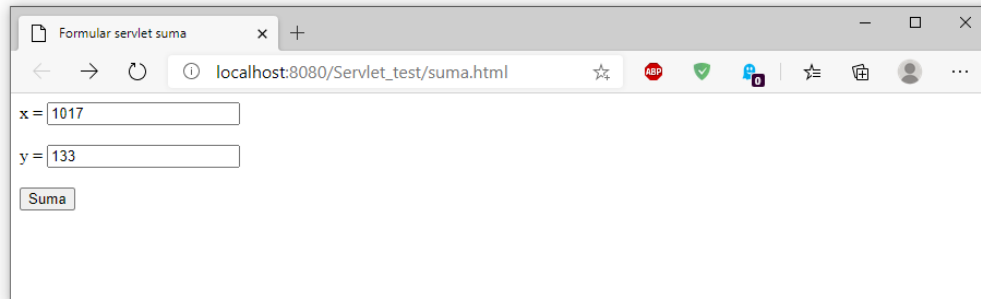 Formular servlet suma
localhost:8080/Servlet_test/suma.html
ABP
0
x = 1017
y = 133
Suma